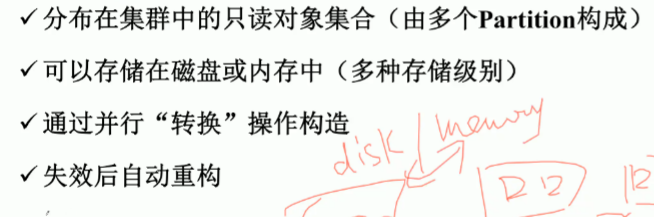 ✓分布在集群中的只读对象集合（由多个Partition构成）
✓可以存储在磁盘或内存中（多种存储级别）
✓通过并行“转换”操作构造
disk / memory
✓失效后自动重构